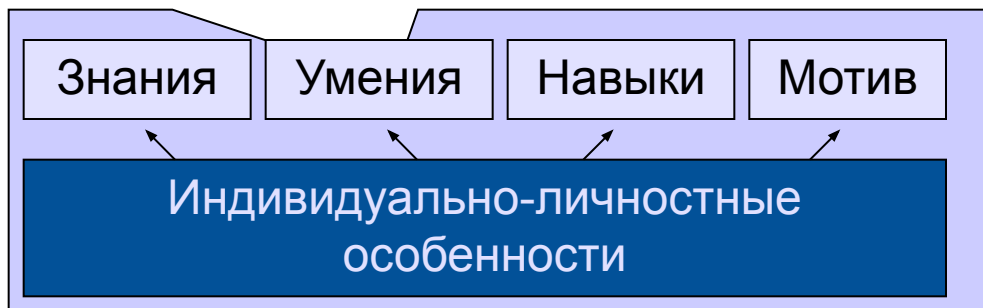 Знания Умения Навыки Мотив
Индивидуально-личностные
особенности